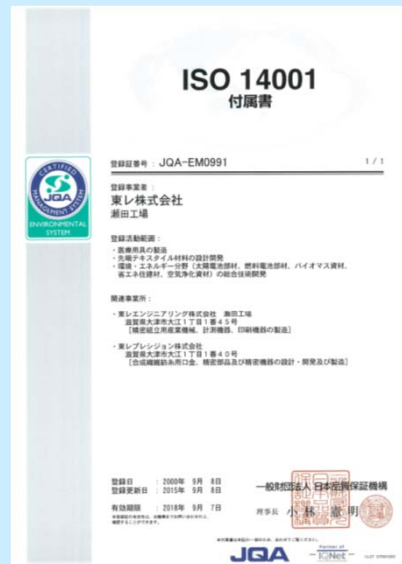 ISO 14001
付属書
登録証番号 : JQA-EM0991
1 / 1
CERTIFIED
MANAGEMENT SYSTEM
JQA
ENVIRONMENTAL
SYSTEM
登録事業者 :
東レ株式会社
瀬田工場
登録活動範囲 :
・医療用具の製造
・先端テキスタイル材料の設計開発
・環境・エネルギー分野（太陽電池部材、燃料電池部材、バイオマス資材、
省エネ住建材、空気浄化資材）の総合技術開発
関連事業所 :
・東レエンジニアリング株式会社 瀬田工場
滋賀県大津市大江１丁目１番４５号
［精密組立用産業機械、計測機器、印刷機器の製造］
・東レプレシジョン株式会社
滋賀県大津市大江１丁目１番４０号
［合成繊維紡糸用口金、精密部品及び精密機器の設計・開発及び製造］
登録日 : 2000年 9月 8日
登録更新日 : 2015年 9月 8日
有効期限 : 2018年 9月 7日
一般財団法人 日本品質保証機構
理事長 小林 憲明
JQA
Partner of
IQNet